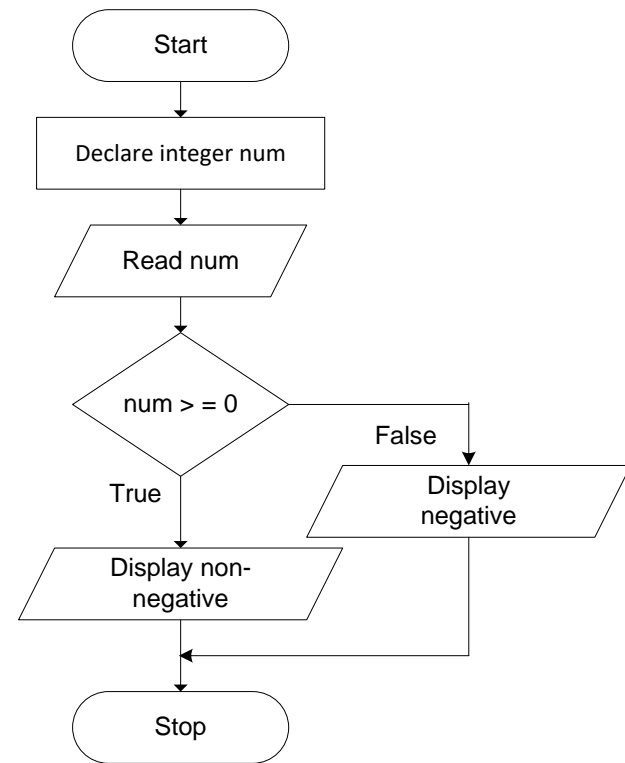 Start
Declare integer num
Read num
num > = 0
False
True
Display
negative
Display non-
negative
Stop